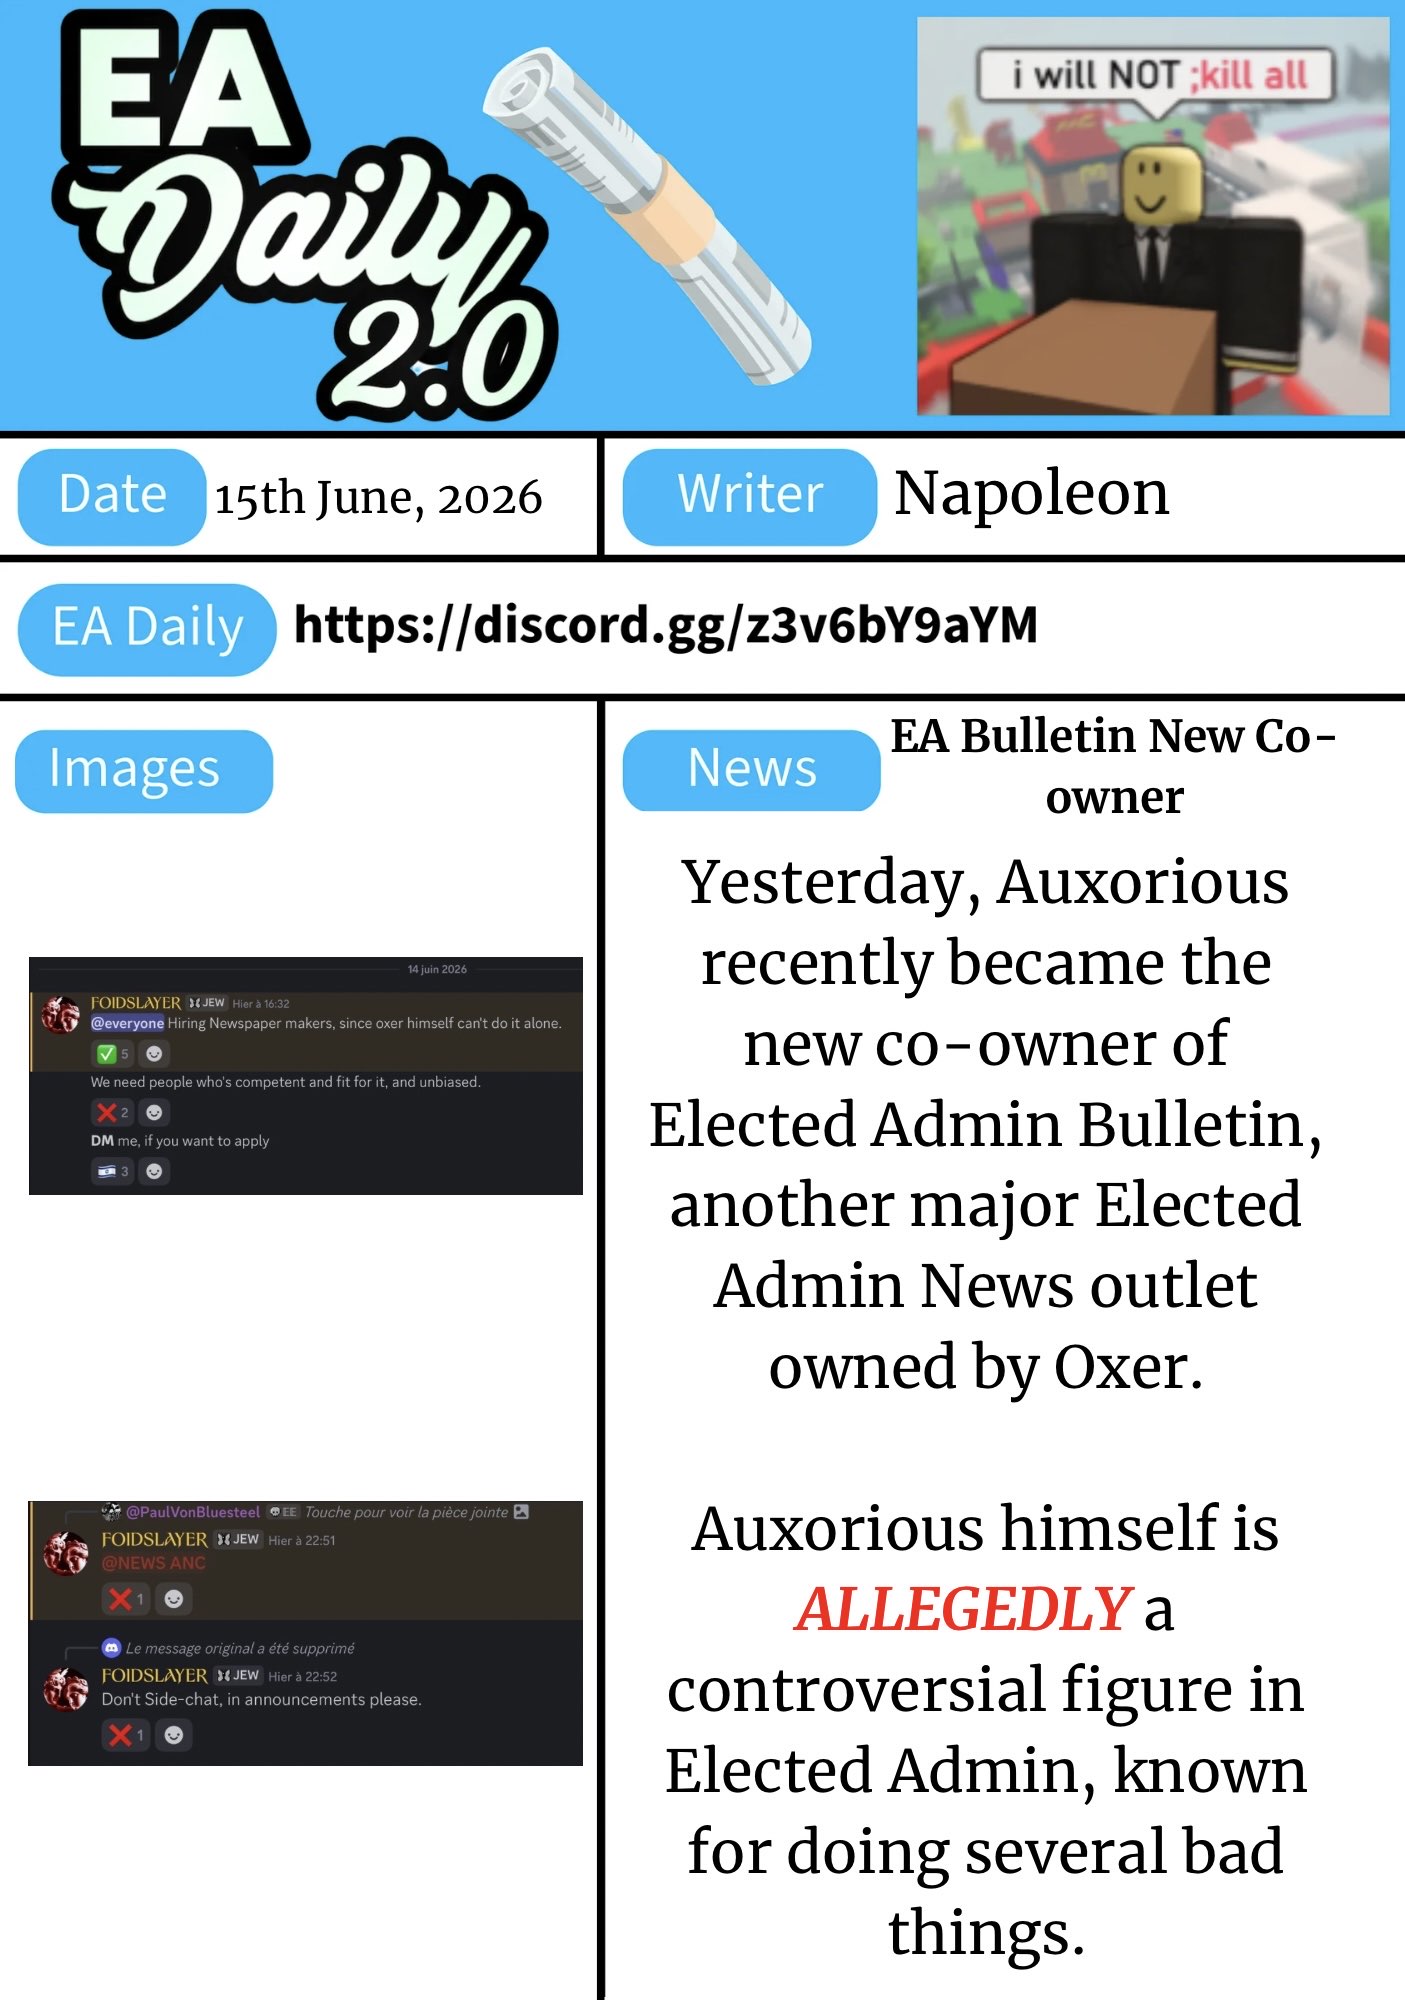 EA
Daily
2.0
i will NOT ;kill all
Date
15th June, 2026
Writer
Napoleon
EA Daily
https://discord.gg/z3v6bY9aYM
Images
14 juin 2026
FOIDSLAYER JEW Hier à 16:32
@everyone Hiring Newspaper makers, since oxer himself can't do it alone.
5
We need people who's competent and fit for it, and unbiased.
2
DM me, if you want to apply
3
@PaulVonBluesteel EE Touche pour voir la pièce jointe
FOIDSLAYER JEW Hier à 22:51
@NEWS ANC
1
Le message original a été supprimé
FOIDSLAYER JEW Hier à 22:52
Don't Side-chat, in announcements please.
1
News
EA Bulletin New Co-
owner
Yesterday, Auxorious
recently became the
new co-owner of
Elected Admin Bulletin,
another major Elected
Admin News outlet
owned by Oxer.
Auxorious himself is
ALLEGEDLY a
controversial figure in
Elected Admin, known
for doing several bad
things.